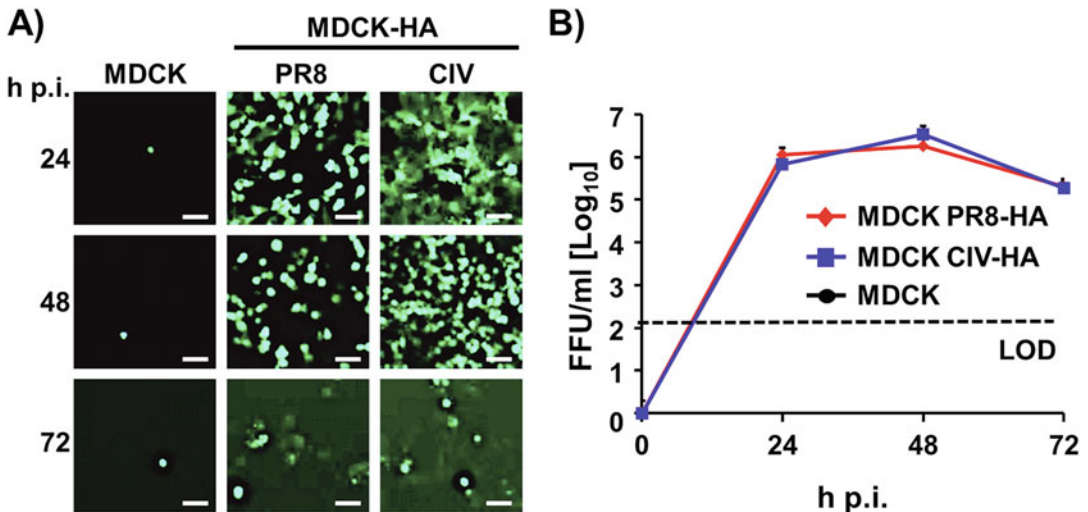 A)
MDCK-HA
h p.i. MDCK PR8 CIV
24
48
72
B)
FFU/ml [Log10]
7
6
5
4
3
2
1
0
MDCK PR8-HA
MDCK CIV-HA
MDCK
LOD
0 24 48 72
h p.i.